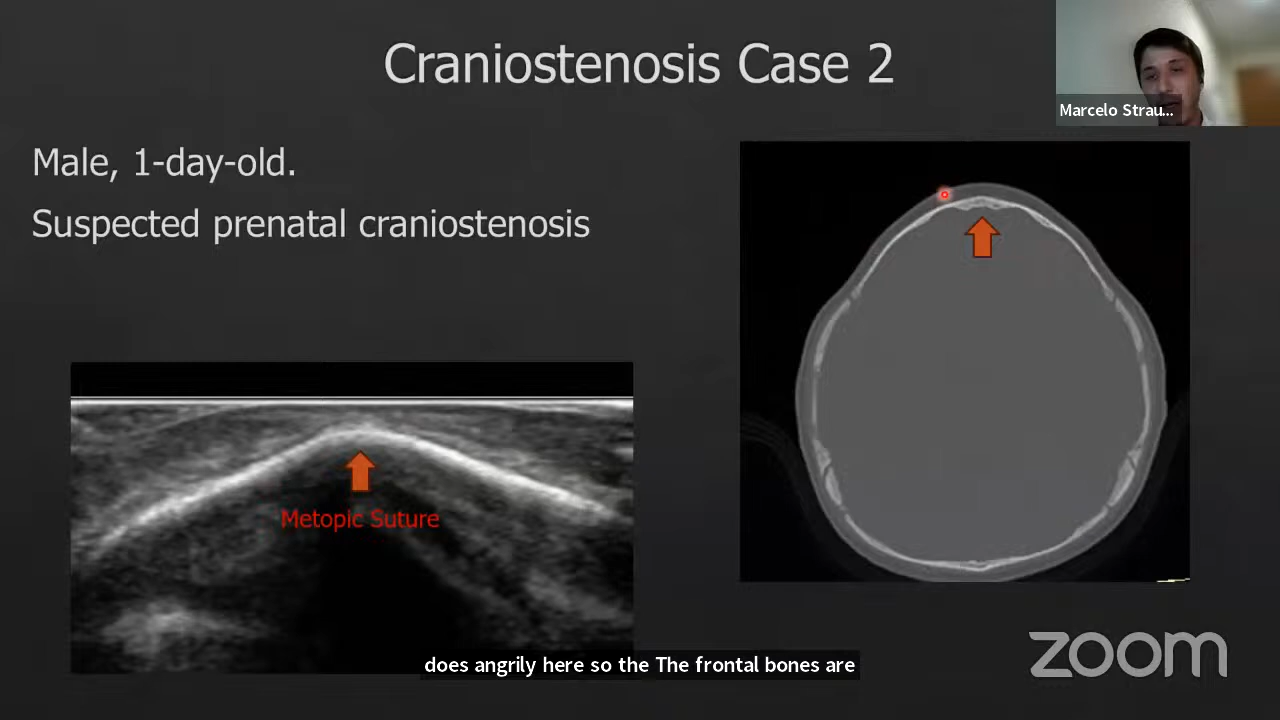 Craniostenosis Case 2
Marcelo Strau...
Male, 1-day-old.
Suspected prenatal craniostenosis
Metopic Suture
does angrily here so the The frontal bones are
zoom